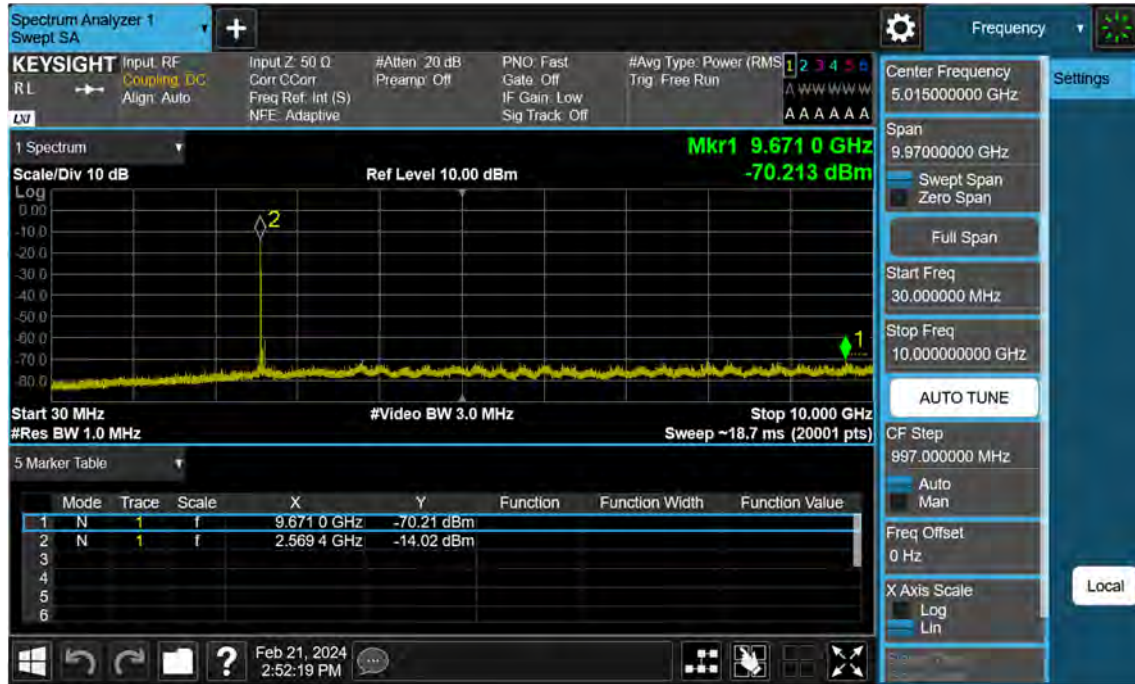 Spectrum Analyzer 1
Swept SA
+
Frequency
KEYSIGHT
RL
LXI
Input: RF
Coupling: DC
Align: Auto
Input Z: 50 Ω
Corr CCorr
Freq Ref: Int (S)
NFE: Adaptive
#Atten: 20 dB
Preamp: Off
PNO: Fast
Gate: Off
IF Gain: Low
Sig Track: Off
#Avg Type: Power (RMS
Trig: Free Run
1 2 3 4 5 6
A W W W W W
A A A A A A
1 Spectrum
Scale/Div 10 dB
Ref Level 10.00 dBm
Mkr1 9.671 0 GHz
-70.213 dBm
Log
0.00
-10.0
-20.0
-30.0
-40.0
-50.0
-60.0
-70.0
-80.0
2
1
Start 30 MHz
#Video BW 3.0 MHz
Stop 10.000 GHz
#Res BW 1.0 MHz
Sweep ~18.7 ms (20001 pts)
5 Marker Table
Mode Trace Scale X Y Function Function Width Function Value
1 N 1 f 9.671 0 GHz -70.21 dBm
2 N 1 f 2.569 4 GHz -14.02 dBm
3
4
5
6
?
Feb 21, 2024
2:52:19 PM
Center Frequency
5.015000000 GHz
Span
9.97000000 GHz
Swept Span
Zero Span
Full Span
Start Freq
30.000000 MHz
Stop Freq
10.000000000 GHz
AUTO TUNE
CF Step
997.000000 MHz
Auto
Man
Freq Offset
0 Hz
X Axis Scale
Log
Lin
Settings
Local